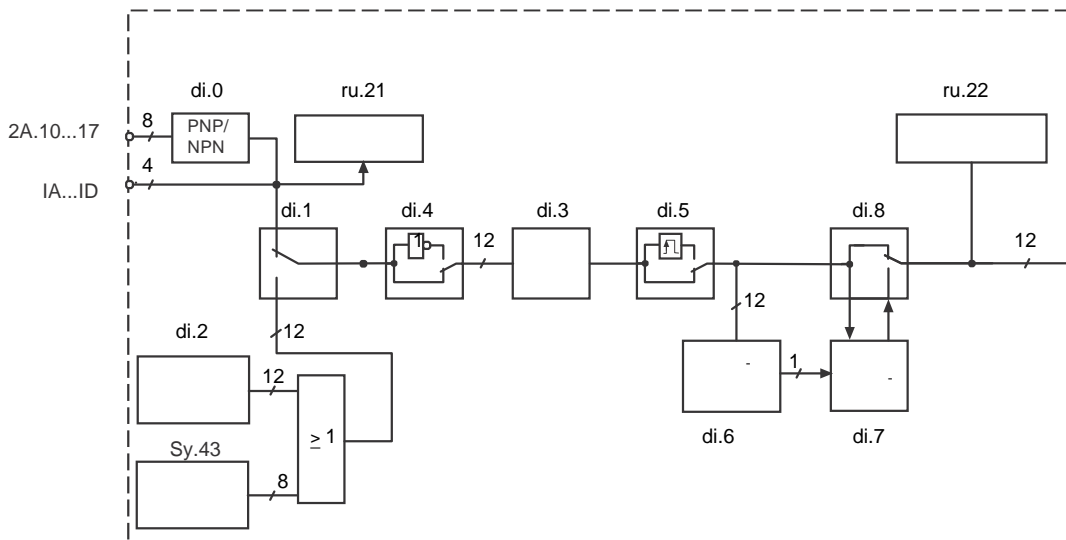 di.0
ru.21
ru.22
2A.10...17
8
PNP/
NPN
4
IA...ID
di.1
di.4
di.3
di.5
di.8
1
12
12
12
12
di.2
12
1
-
-
≥ 1
di.6
di.7
Sy.43
8